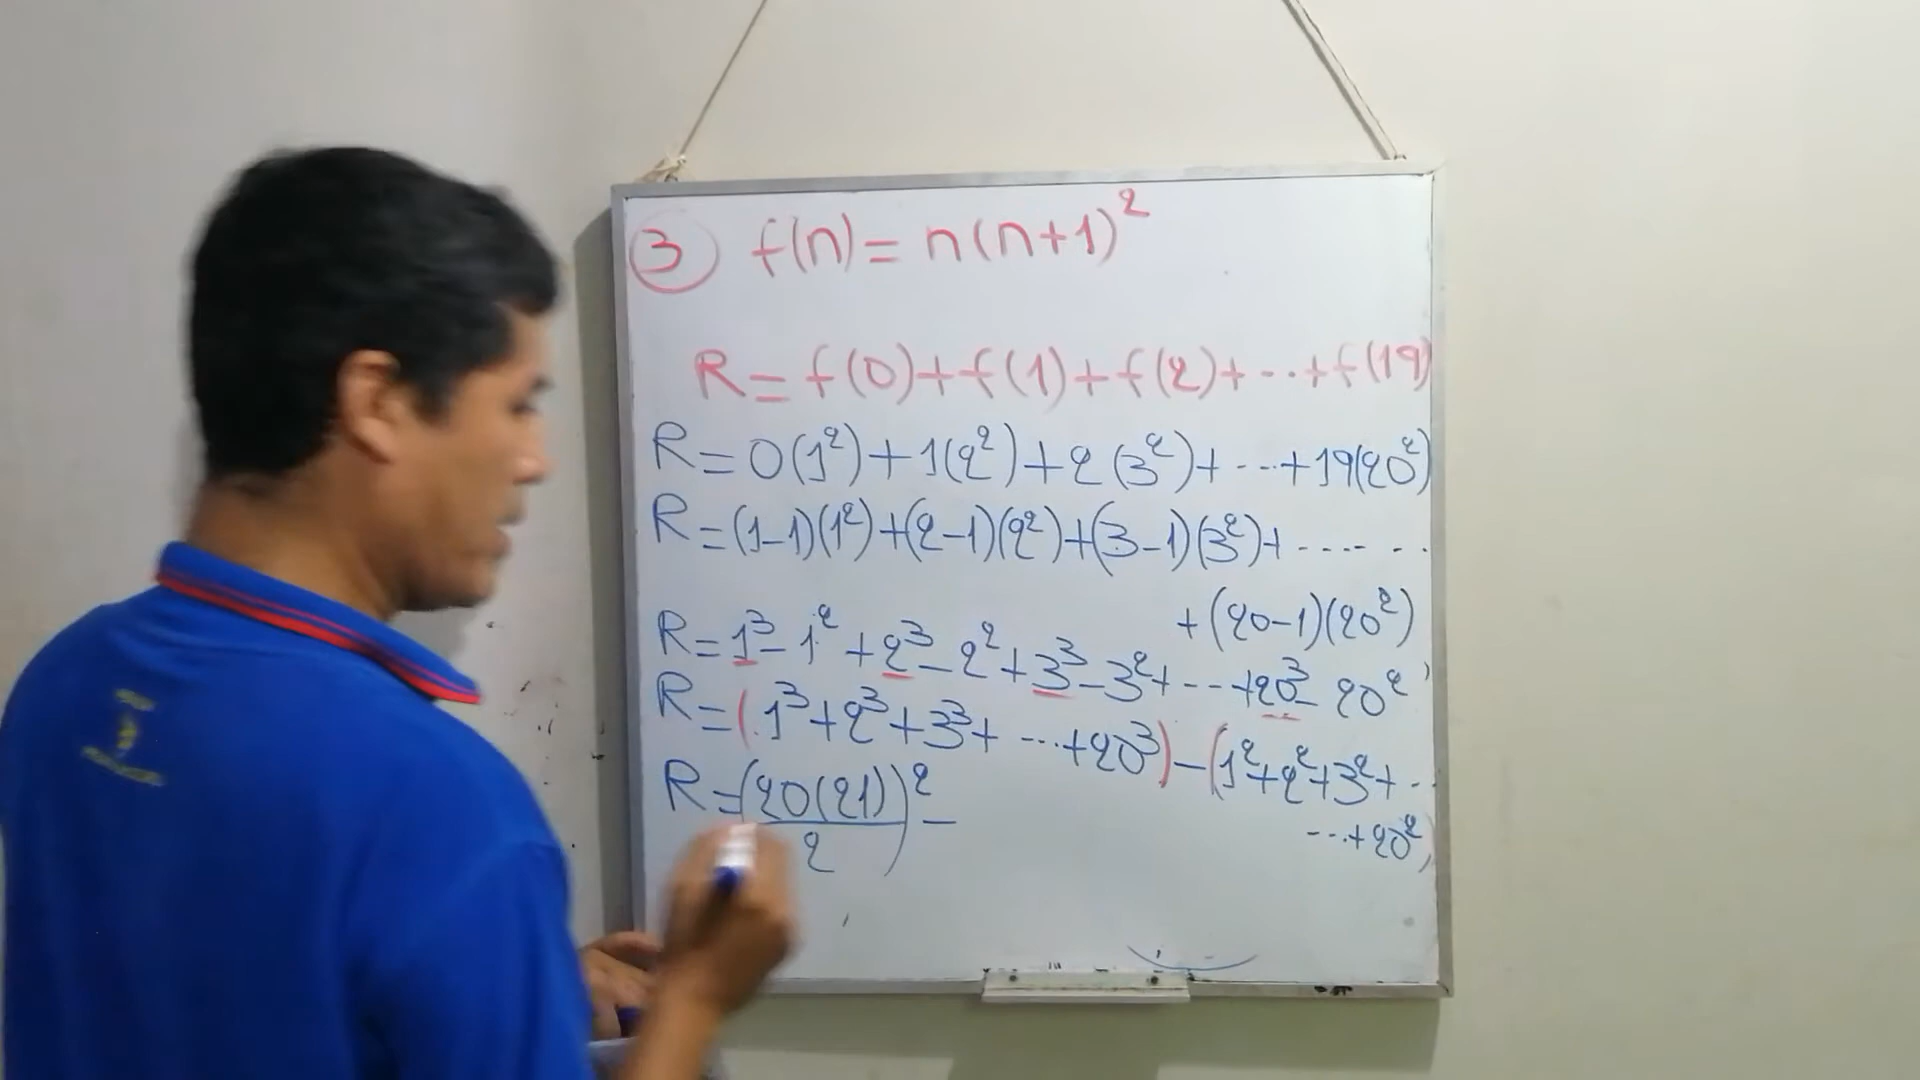 ③ f(n) = n(n+1)²
R = f(0)+f(1)+f(2)+...+f(19)
R = 0(1²)+1(2²)+2(3²)+...+19(20²)
R = (1-1)(1²)+(2-1)(2²)+(3-1)(3²)+......
+(20-1)(20²)
R = 1³-1²+2³-2²+3³-3²+...+20³-20²
R = (1³+2³+3³+...+20³)-(1²+2²+3²+..
...+20²)
R = (20(21)/2)² -